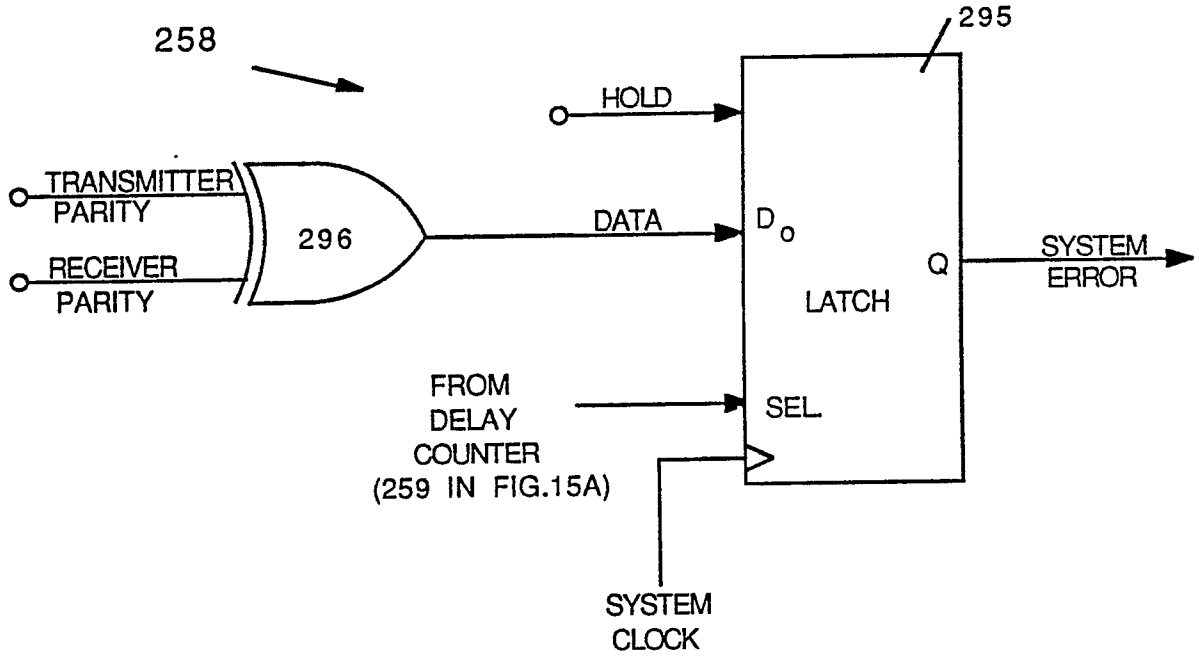 258
295
HOLD
TRANSMITTER
PARITY
296
DATA
D0
RECEIVER
PARITY
Q
SYSTEM
ERROR
LATCH
FROM
DELAY
COUNTER
(259 IN FIG.15A)
SEL.
SYSTEM
CLOCK